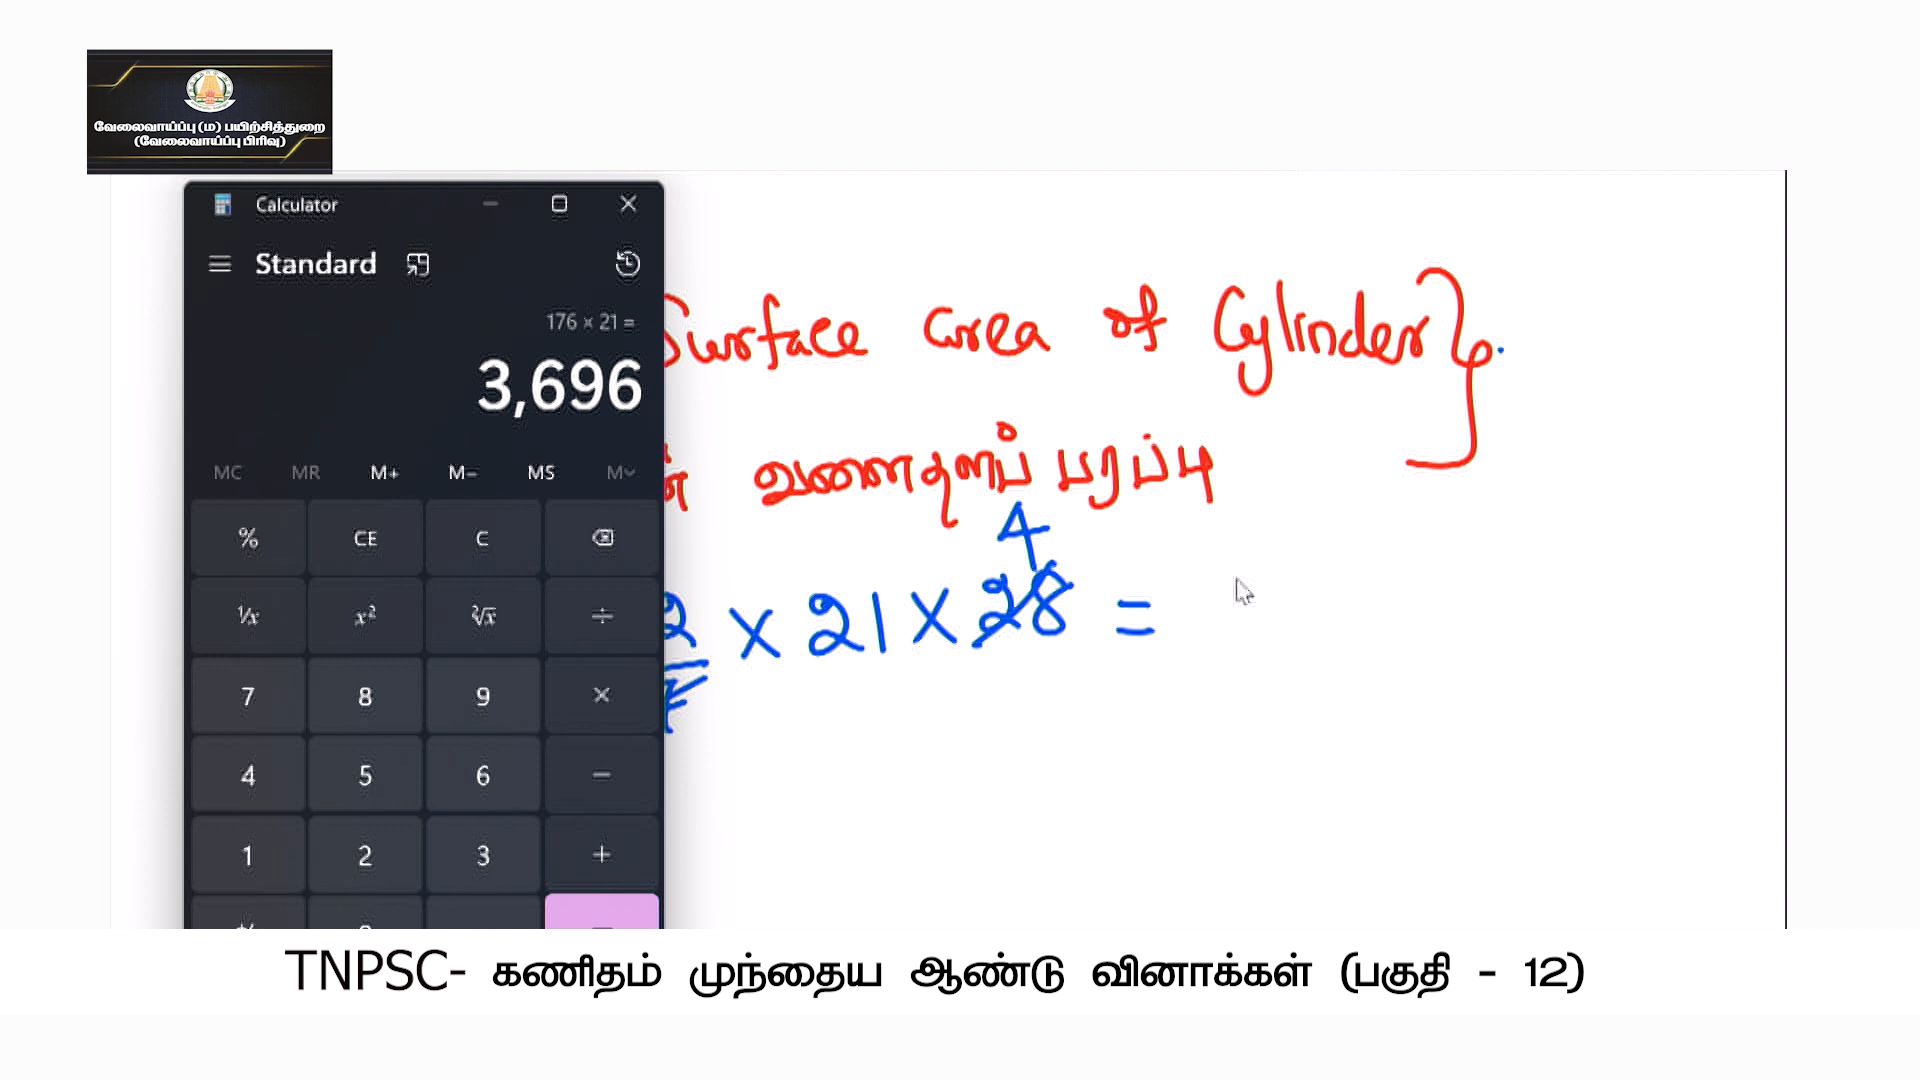 வேலைவாய்ப்பு (ம) பயிற்சித்துறை
(வேலைவாய்ப்பு பிரிவு)
Calculator
Standard
176 × 21 =
3,696
MC MR M+ M- MS M
% CE C
1/x x² ²√x ÷
7 8 9 ×
4 5 6 −
1 2 3 +
Surface area of Cylinder }
வளைதளப் பரப்பு
4
2 × 21 × 28 =
TNPSC- கணிதம் முந்தைய ஆண்டு வினாக்கள் (பகுதி - 12)